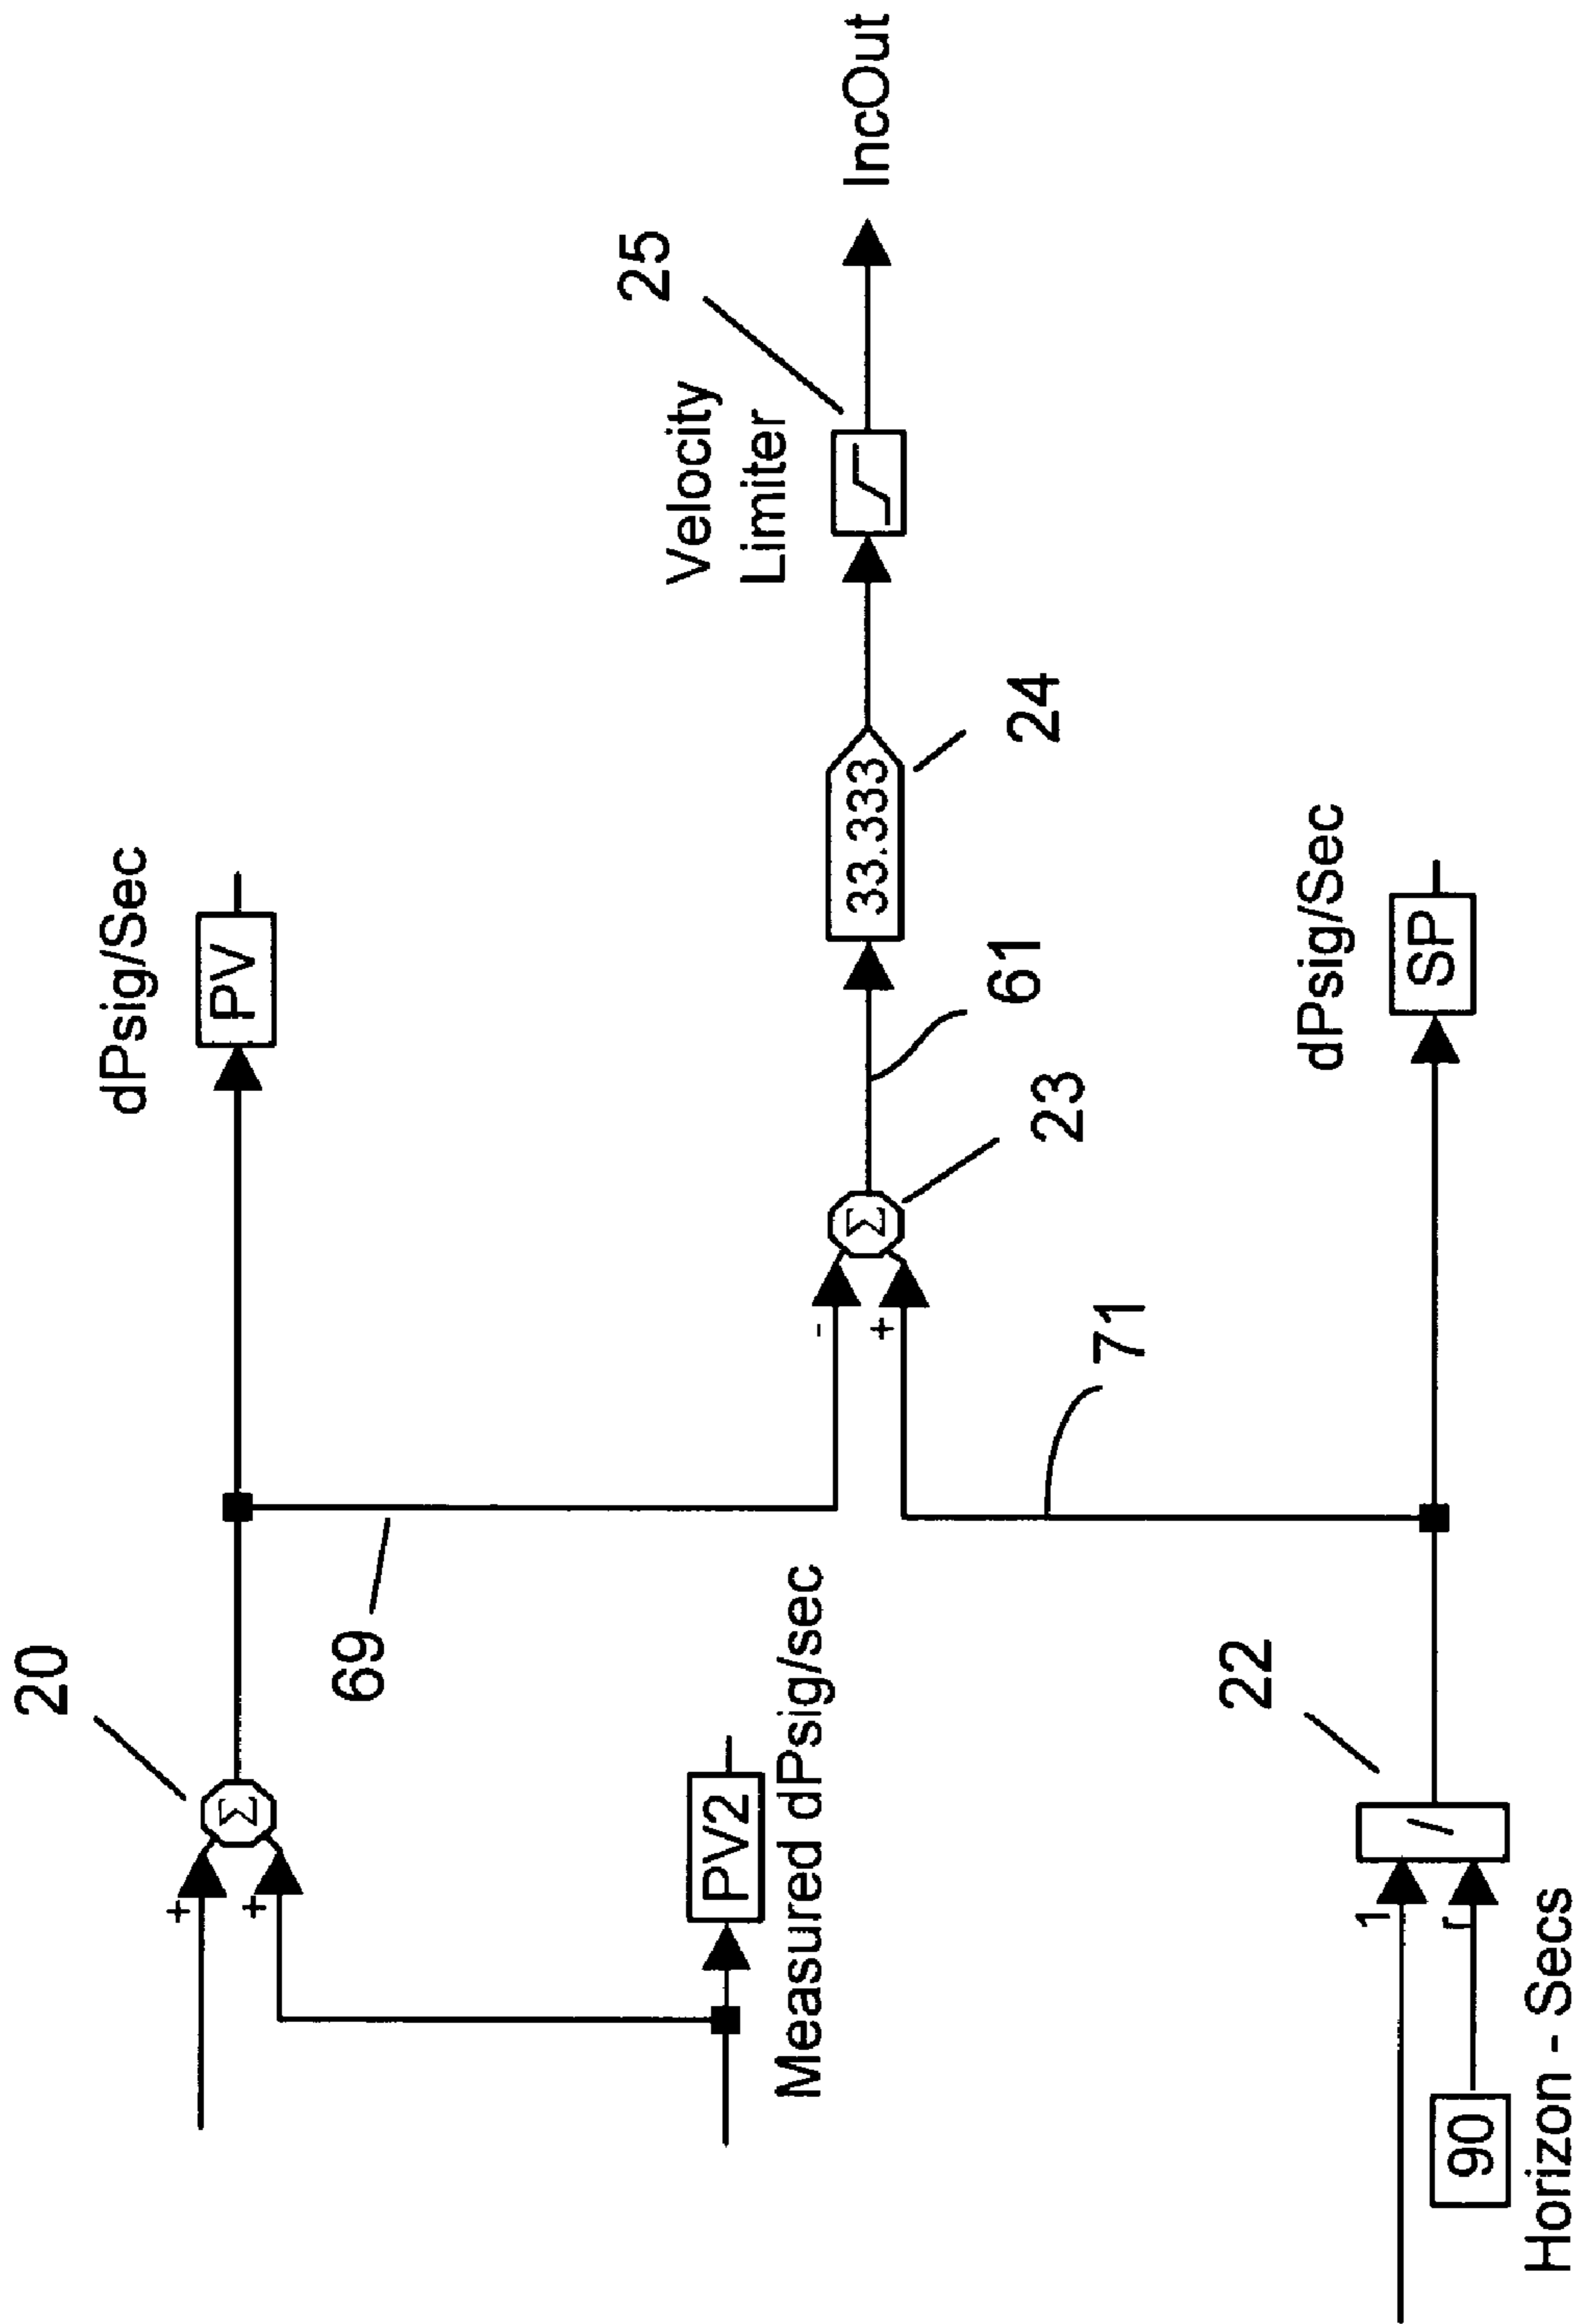 20
+
+
Σ
dPsig/Sec
PV
69
PV2
Measured dPsig/sec
-
+
Σ
23
61
33.333
24
Velocity
Limiter
25
IncOut
71
22
1
r
/
90
Horizon - Secs
dPsig/Sec
SP